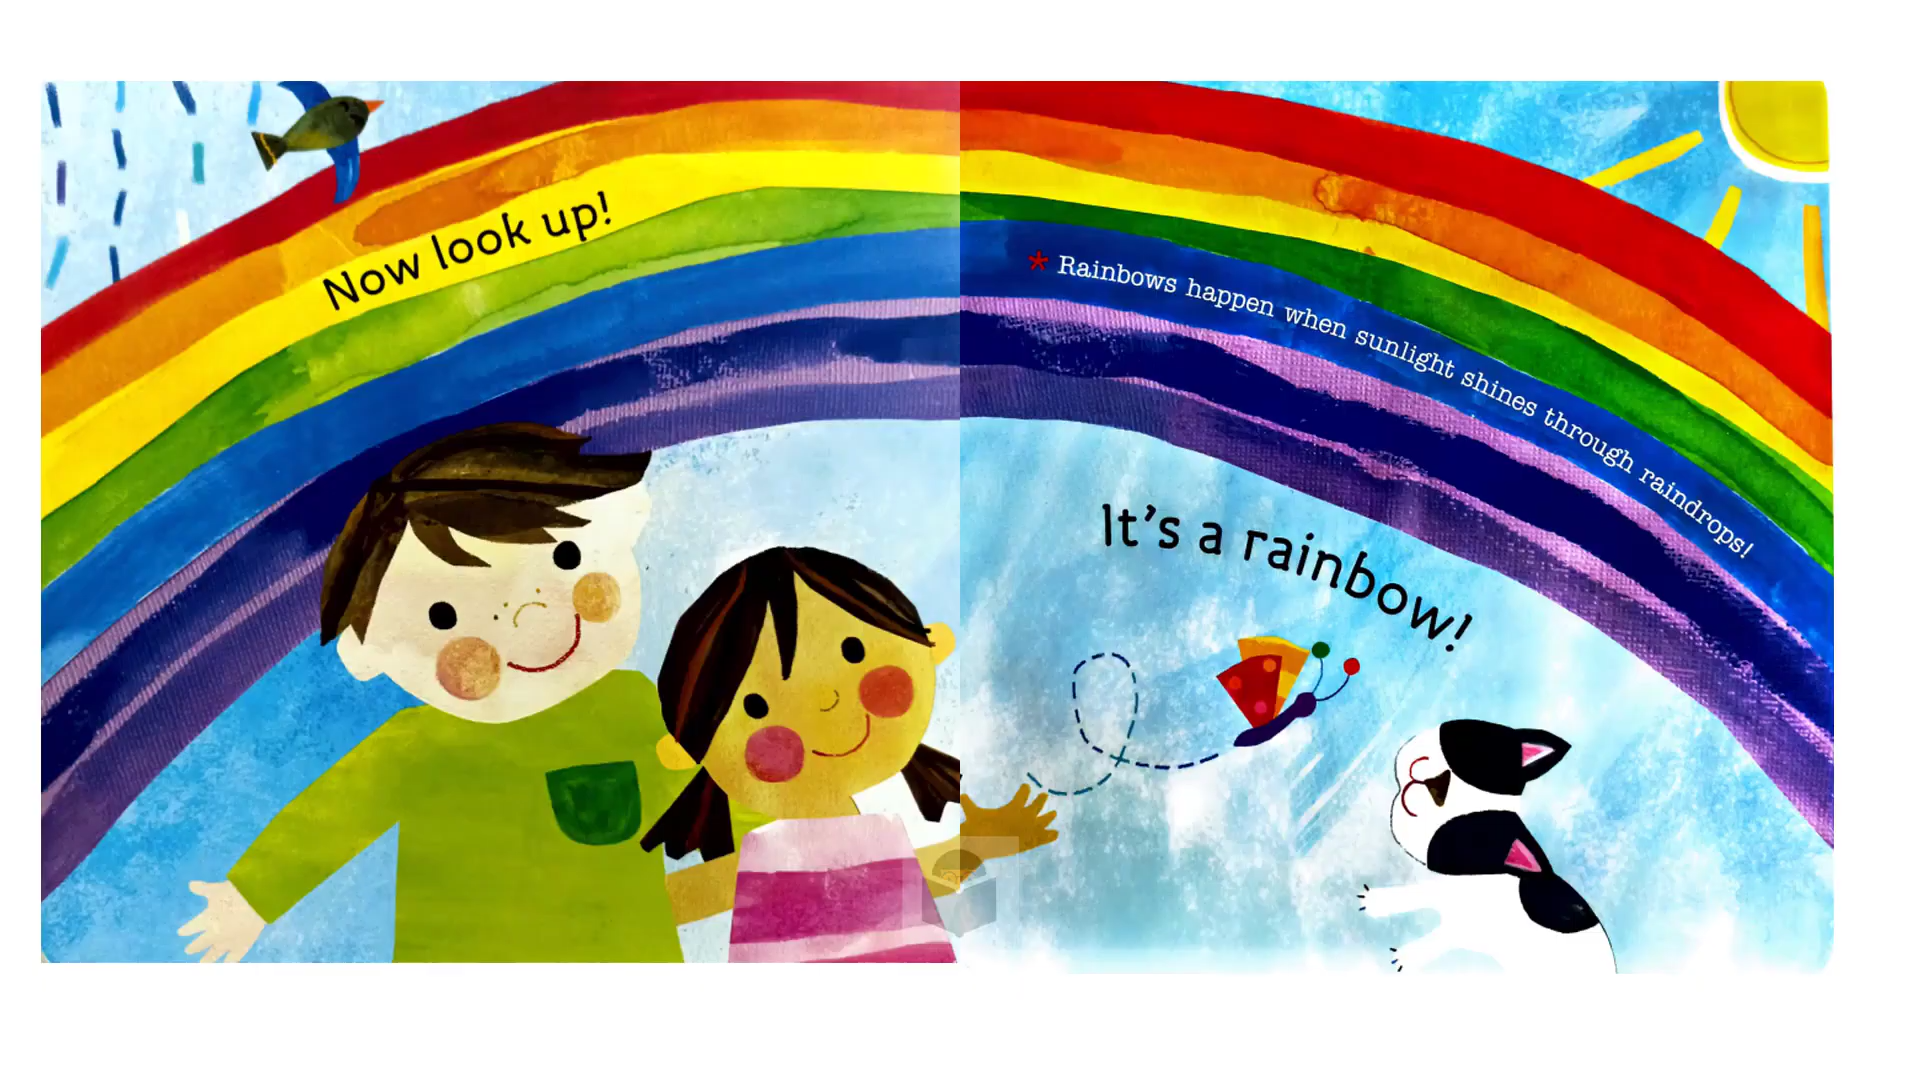 Now look up!
* Rainbows happen when sunlight shines through raindrops!
It's a rainbow!